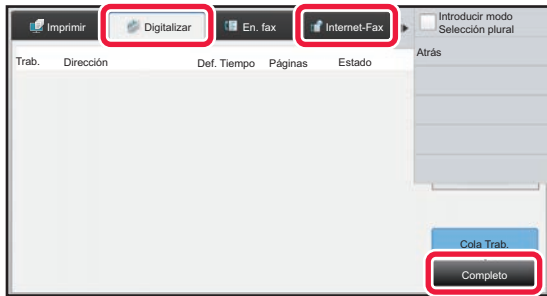 Imprimir
Digitalizar
En. fax
Internet-Fax
Introducir modo
Selección plural
Trab. Dirección Def. Tiempo Páginas Estado
Atrás
Cola Trab.
Completo